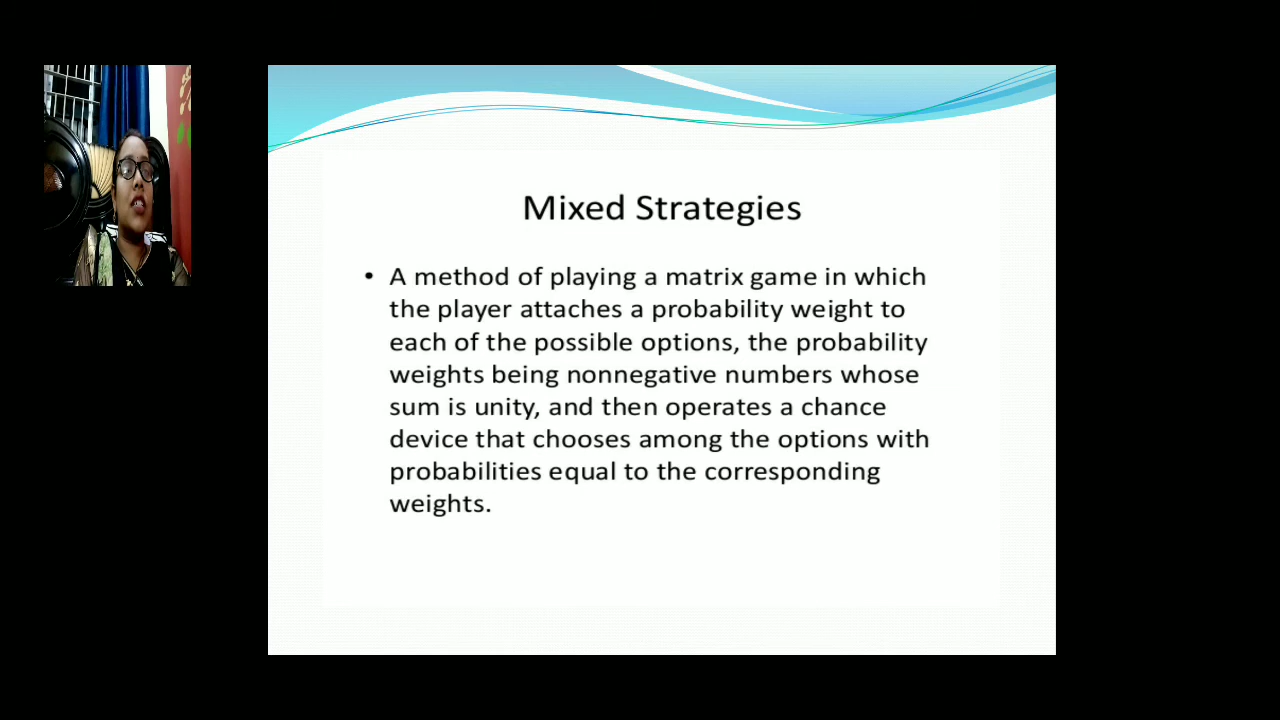 Mixed Strategies
• A method of playing a matrix game in which
the player attaches a probability weight to
each of the possible options, the probability
weights being nonnegative numbers whose
sum is unity, and then operates a chance
device that chooses among the options with
probabilities equal to the corresponding
weights.